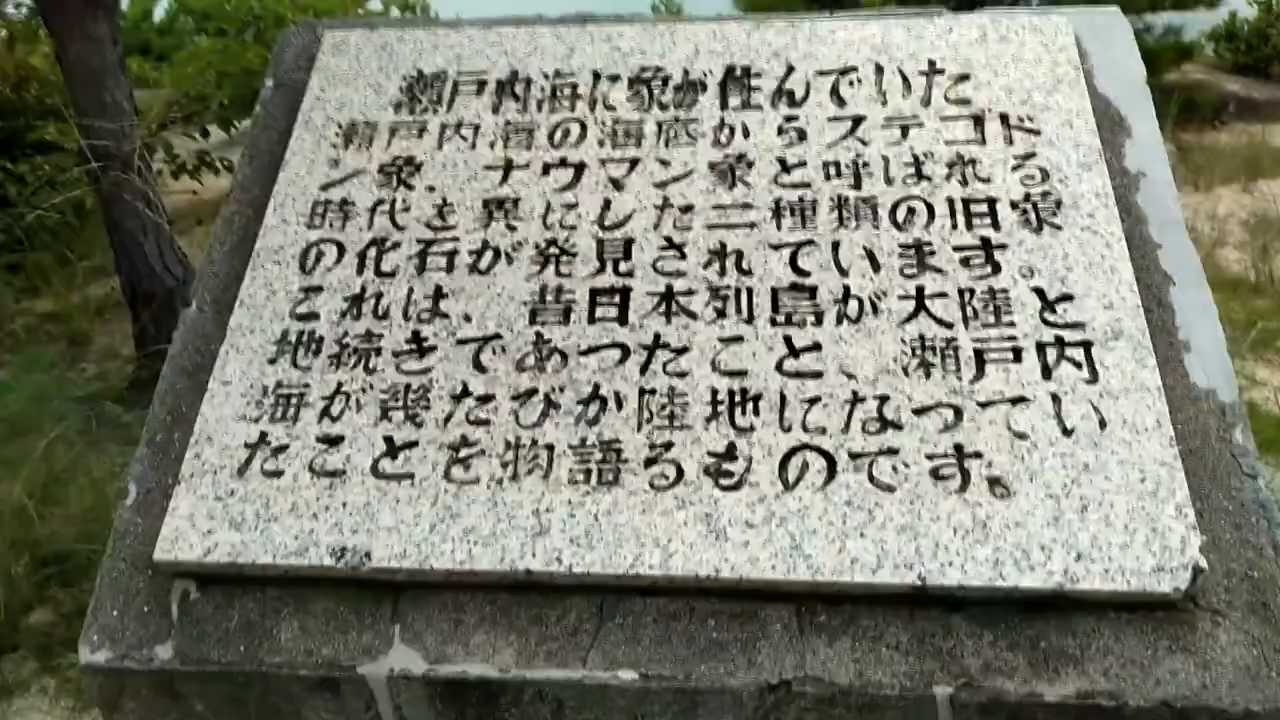 瀬戸内海に象が住んでいた
瀬戸内海の海底からステゴド
ン象、ナウマン象と呼ばれる
時代を異にした二種類の旧象
の化石が発見されています。
これは、昔日本列島が大陸と
地続きであったこと、瀬戸内
海が幾たびか陸地になってい
たことを物語るものです。